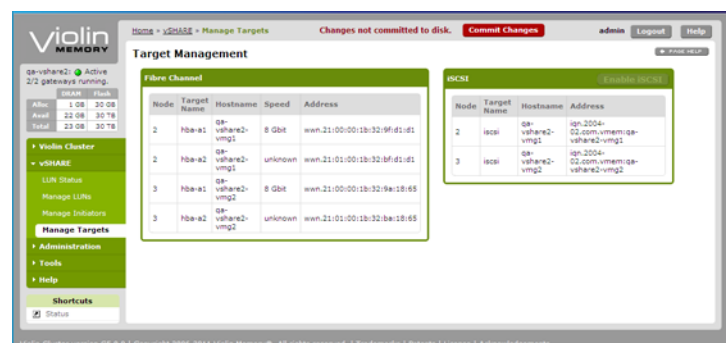 Violin
MEMORY
Home » vSHARE » Manage Targets
Changes not committed to disk.
Commit Changes
admin
Logout
Help
Target Management
PAGE HELP
qa-vshare2: Active
2/2 gateways running.
DRAM Flash
Alloc 1 GB 30 GB
Avail 22 GB 30 TB
Total 23 GB 30 TB
Violin Cluster
vSHARE
LUN Status
Manage LUNs
Manage Initiators
Manage Targets
Administration
Tools
Help
Shortcuts
Status
Fibre Channel
Node Target Name Hostname Speed Address
2 hba-a1 qa-vshare2-vmg1 8 Gbit wwn.21:00:00:1b:32:9f:d1:d1
2 hba-a2 qa-vshare2-vmg1 unknown wwn.21:01:00:1b:32:bf:d1:d1
3 hba-a1 qa-vshare2-vmg2 8 Gbit wwn.21:00:00:1b:32:9a:18:65
3 hba-a2 qa-vshare2-vmg2 unknown wwn.21:01:00:1b:32:ba:18:65
iSCSI
Enable iSCSI
Node Target Name Hostname Address
2 iscsi qa-vshare2-vmg1 iqn.2004-02.com.vmem:qa-vshare2-vmg1
3 iscsi qa-vshare2-vmg2 iqn.2004-02.com.vmem:qa-vshare2-vmg2